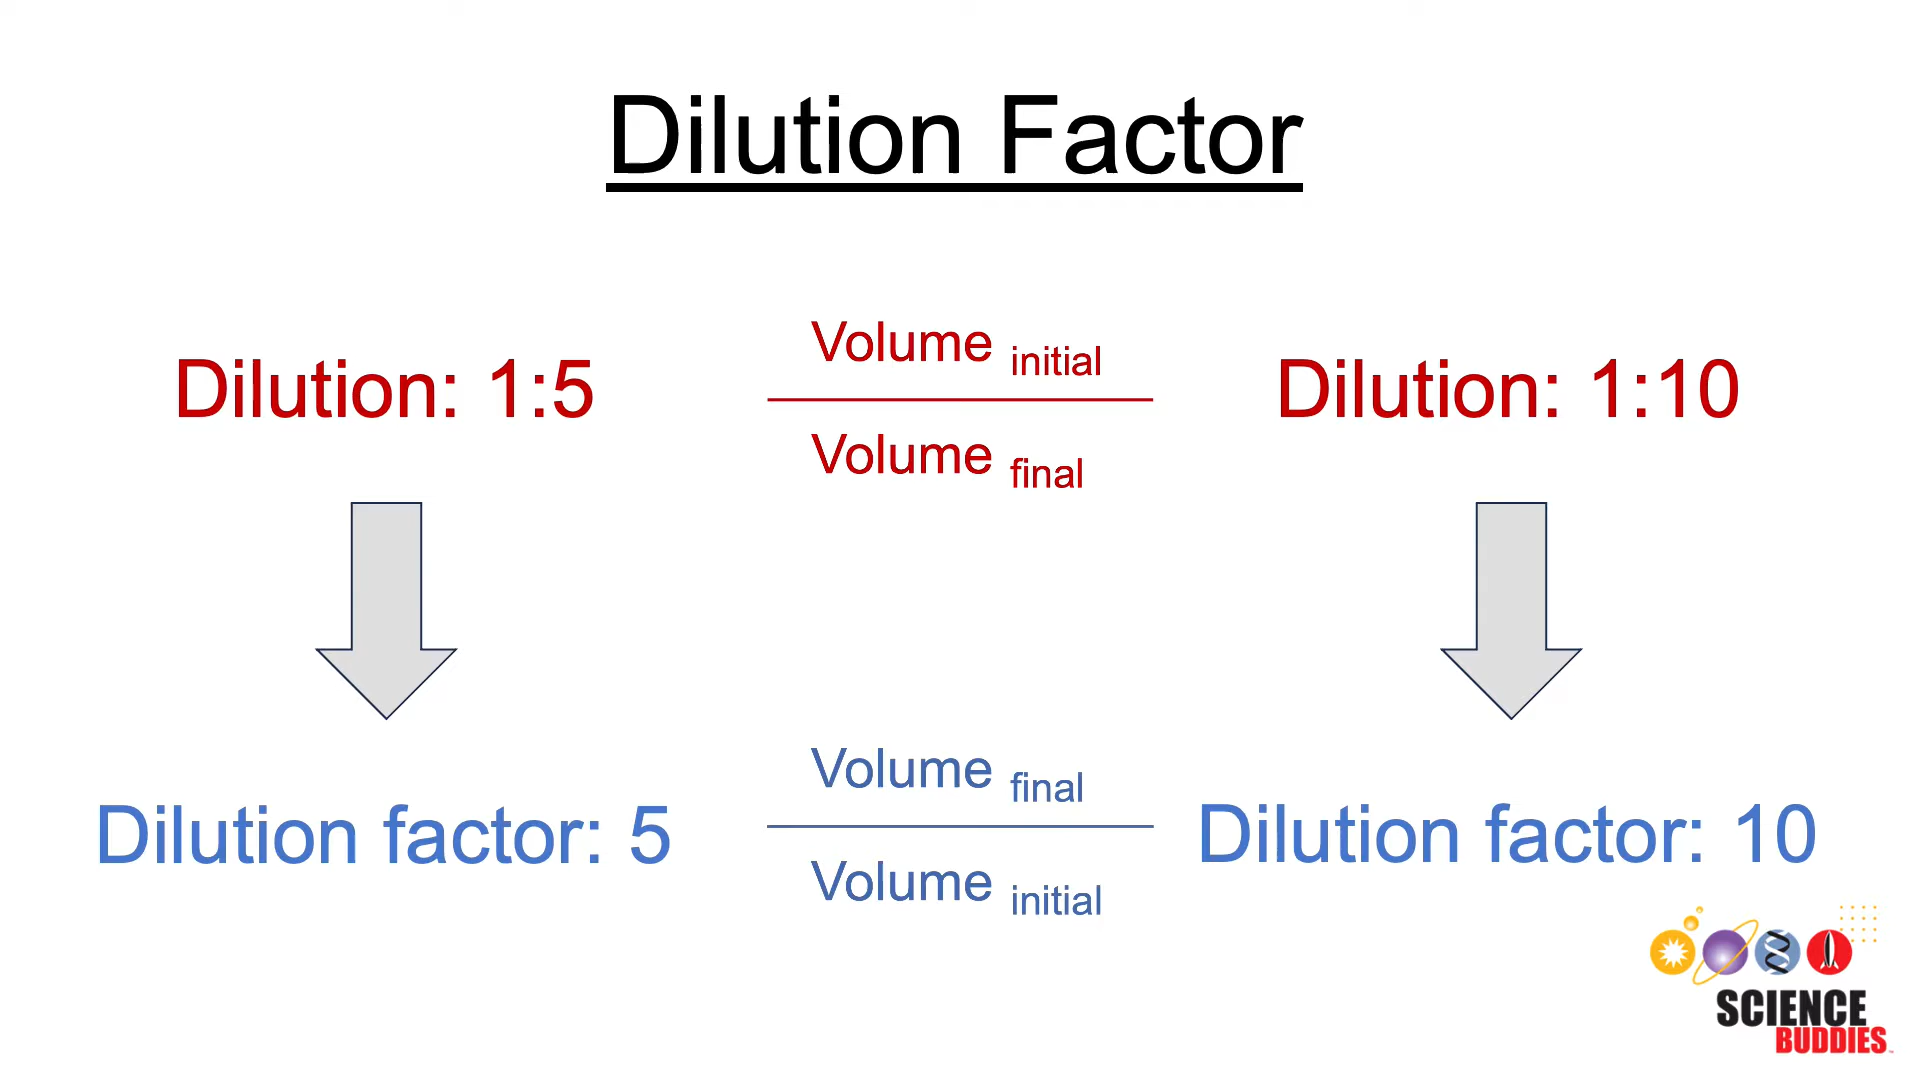 Dilution Factor
Dilution: 1:5
Volume initial
Volume final
Dilution: 1:10
Dilution factor: 5
Volume final
Volume initial
Dilution factor: 10
SCIENCE
BUDDIES